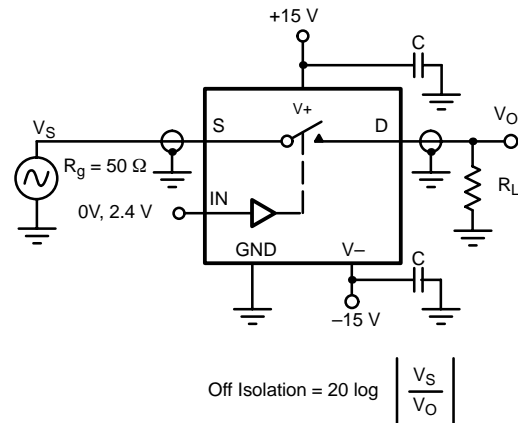 +15 V
C
V+
VS
S
D
VO
Rg = 50 Ω
RL
IN
0V, 2.4 V
GND
V–
C
–15 V
Off Isolation = 20 log | VS / VO |